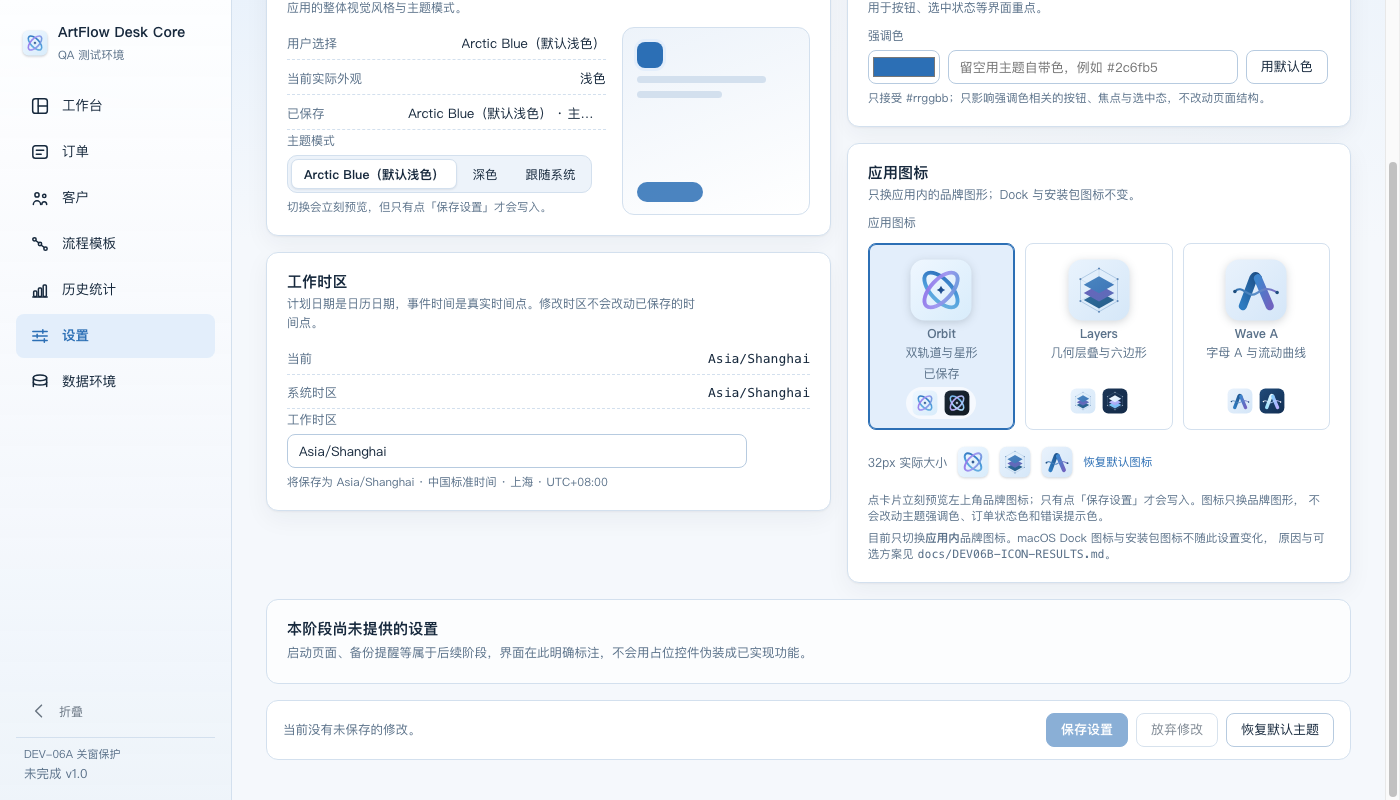 ArtFlow Desk Core
QA 测试环境
工作台
订单
客户
流程模板
历史统计
设置
数据环境
折叠
DEV-06A 关窗保护
未完成 v1.0
应用的整体视觉风格与主题模式。
用户选择
Arctic Blue（默认浅色）
当前实际外观
浅色
已保存
Arctic Blue（默认浅色） · 主…
主题模式
Arctic Blue（默认浅色）
深色
跟随系统
切换会立刻预览，但只有点「保存设置」才会写入。
工作时区
计划日期是日历日期，事件时间是真实时间点。修改时区不会改动已保存的时
间点。
当前
Asia/Shanghai
系统时区
Asia/Shanghai
工作时区
Asia/Shanghai
将保存为 Asia/Shanghai · 中国标准时间 · 上海 · UTC+08:00
用于按钮、选中状态等界面重点。
强调色
留空用主题自带色，例如 #2c6fb5
用默认色
只接受 #rrggbb；只影响强调色相关的按钮、焦点与选中态，不改动页面结构。
应用图标
只换应用内的品牌图形；Dock 与安装包图标不变。
应用图标
Orbit
双轨道与星形
已保存
Layers
几何层叠与六边形
Wave A
字母 A 与流动曲线
32px 实际大小
恢复默认图标
点卡片立刻预览左上角品牌图标；只有点「保存设置」才会写入。图标只换品牌图形， 不
会改动主题强调色、订单状态色和错误提示色。
目前只切换应用内品牌图标。macOS Dock 图标与安装包图标不随此设置变化， 原因与可
选方案见 docs/DEV06B-ICON-RESULTS.md。
本阶段尚未提供的设置
启动页面、备份提醒等属于后续阶段，界面在此明确标注，不会用占位控件伪装成已实现功能。
当前没有未保存的修改。
保存设置
放弃修改
恢复默认主题